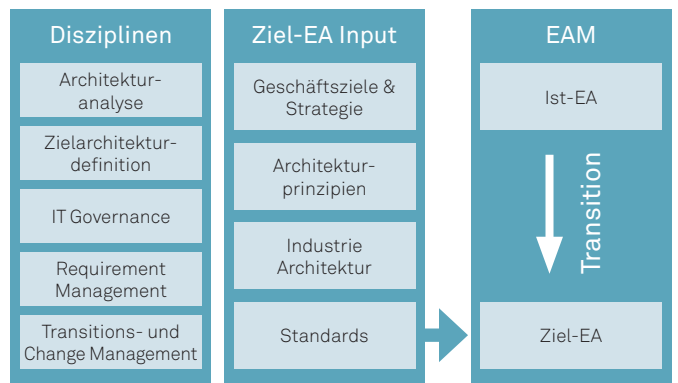 Disziplinen
Architektur-
analyse
Zielarchitektur-
definition
IT Governance
Requirement
Management
Transitions- und
Change Management
Ziel-EA Input
Geschäftsziele &
Strategie
Architektur-
prinzipien
Industrie
Architektur
Standards
EAM
Ist-EA
Transition
Ziel-EA